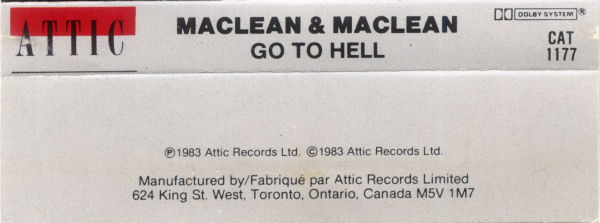 ATTIC
MACLEAN & MACLEAN
GO TO HELL
DOLBY SYSTEM®
CAT
1177
℗1983 Attic Records Ltd. ©1983 Attic Records Ltd.
Manufactured by/Fabriqué par Attic Records Limited
624 King St. West, Toronto, Ontario, Canada M5V 1M7